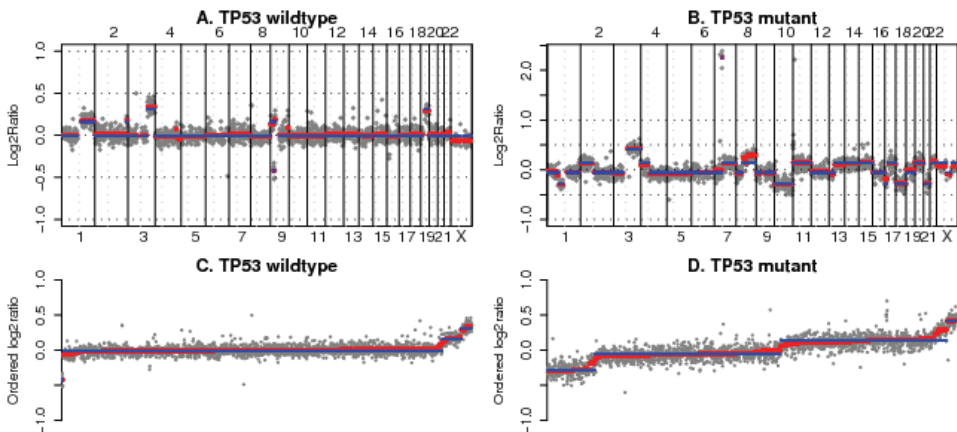 A. TP53 wildtype
2 4 6 8 10 12 14 16 18 20 22
Log2Ratio
1.0
0.5
0.0
−0.5
−1.0
1 3 5 7 9 11 13 15 17 19 21 X
B. TP53 mutant
2 4 6 8 10 12 14 16 18 20 22
Log2Ratio
2.0
1.0
0.0
−1.0
1 3 5 7 9 11 13 15 17 19 21 X
C. TP53 wildtype
Ordered log2ratio
1.0
0.5
0.0
−1.0
D. TP53 mutant
Ordered log2ratio
1.0
0.5
0.0
−1.0